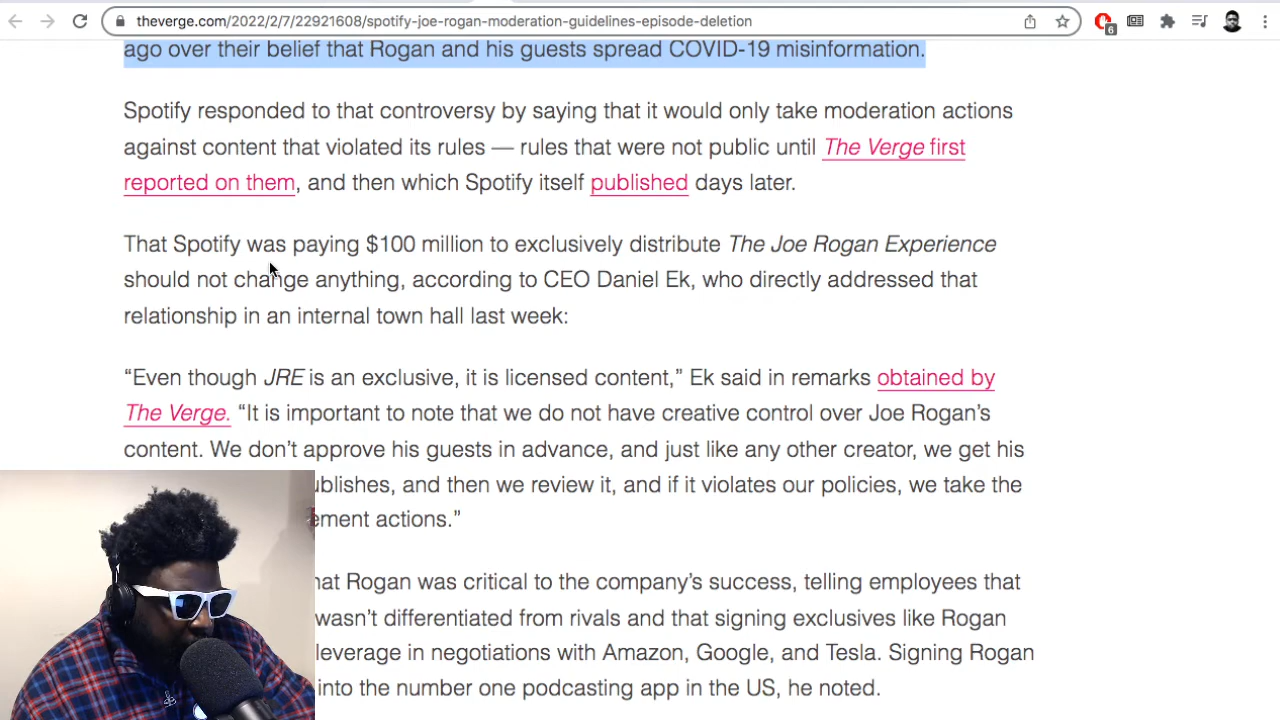 theverge.com/2022/2/7/22921608/spotify-joe-rogan-moderation-guidelines-episode-deletion
6
ago over their belief that Rogan and his guests spread COVID-19 misinformation.
Spotify responded to that controversy by saying that it would only take moderation actions
against content that violated its rules — rules that were not public until The Verge first
reported on them, and then which Spotify itself published days later.
That Spotify was paying $100 million to exclusively distribute The Joe Rogan Experience
should not change anything, according to CEO Daniel Ek, who directly addressed that
relationship in an internal town hall last week:
“Even though JRE is an exclusive, it is licensed content,” Ek said in remarks obtained by
The Verge. “It is important to note that we do not have creative control over Joe Rogan’s
content. We don’t approve his guests in advance, and just like any other creator, we get his
ublishes, and then we review it, and if it violates our policies, we take the
ement actions.”
hat Rogan was critical to the company’s success, telling employees that
wasn’t differentiated from rivals and that signing exclusives like Rogan
leverage in negotiations with Amazon, Google, and Tesla. Signing Rogan
into the number one podcasting app in the US, he noted.